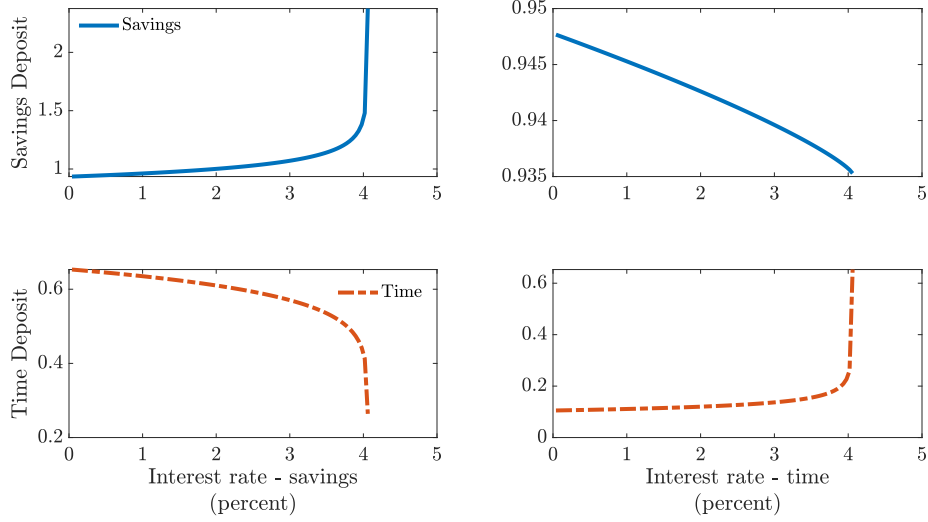 Savings Deposit
2
1.5
1
Savings
0 1 2 3 4 5
0.95
0.945
0.94
0.935
0 1 2 3 4 5
Time Deposit
0.6
0.4
0.2
Time
0 1 2 3 4 5
Interest rate - savings
(percent)
0.6
0.4
0.2
0
0 1 2 3 4 5
Interest rate - time
(percent)